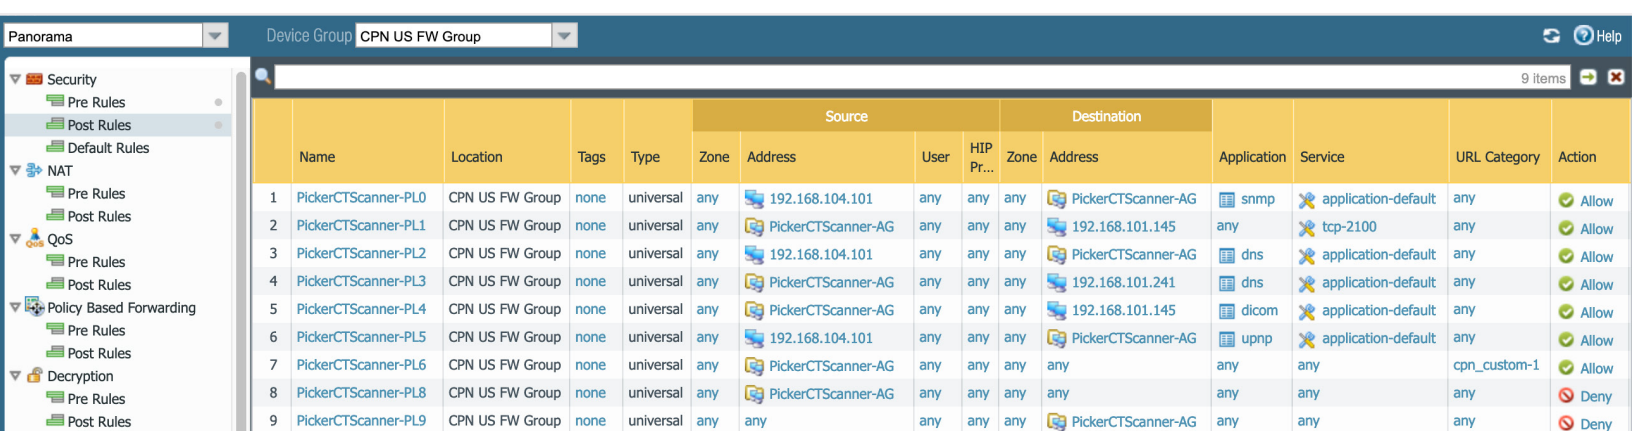 Panorama Device Group CPN US FW Group Help
9 items
Security
Pre Rules
Post Rules
Default Rules
NAT
Pre Rules
Post Rules
QoS
Pre Rules
Post Rules
Policy Based Forwarding
Pre Rules
Post Rules
Decryption
Pre Rules
Post Rules
Source Destination
Name Location Tags Type Zone Address User HIP Pr... Zone Address Application Service URL Category Action
1 PickerCTScanner-PL0 CPN US FW Group none universal any 192.168.104.101 any any any PickerCTScanner-AG snmp application-default any Allow
2 PickerCTScanner-PL1 CPN US FW Group none universal any PickerCTScanner-AG any any any 192.168.101.145 any tcp-2100 any Allow
3 PickerCTScanner-PL2 CPN US FW Group none universal any 192.168.104.101 any any any PickerCTScanner-AG dns application-default any Allow
4 PickerCTScanner-PL3 CPN US FW Group none universal any PickerCTScanner-AG any any any 192.168.101.241 dns application-default any Allow
5 PickerCTScanner-PL4 CPN US FW Group none universal any PickerCTScanner-AG any any any 192.168.101.145 dicom application-default any Allow
6 PickerCTScanner-PL5 CPN US FW Group none universal any 192.168.104.101 any any any PickerCTScanner-AG upnp application-default any Allow
7 PickerCTScanner-PL6 CPN US FW Group none universal any PickerCTScanner-AG any any any any any any cpn_custom-1 Allow
8 PickerCTScanner-PL8 CPN US FW Group none universal any PickerCTScanner-AG any any any any any any any Deny
9 PickerCTScanner-PL9 CPN US FW Group none universal any any any any any PickerCTScanner-AG any any any Deny